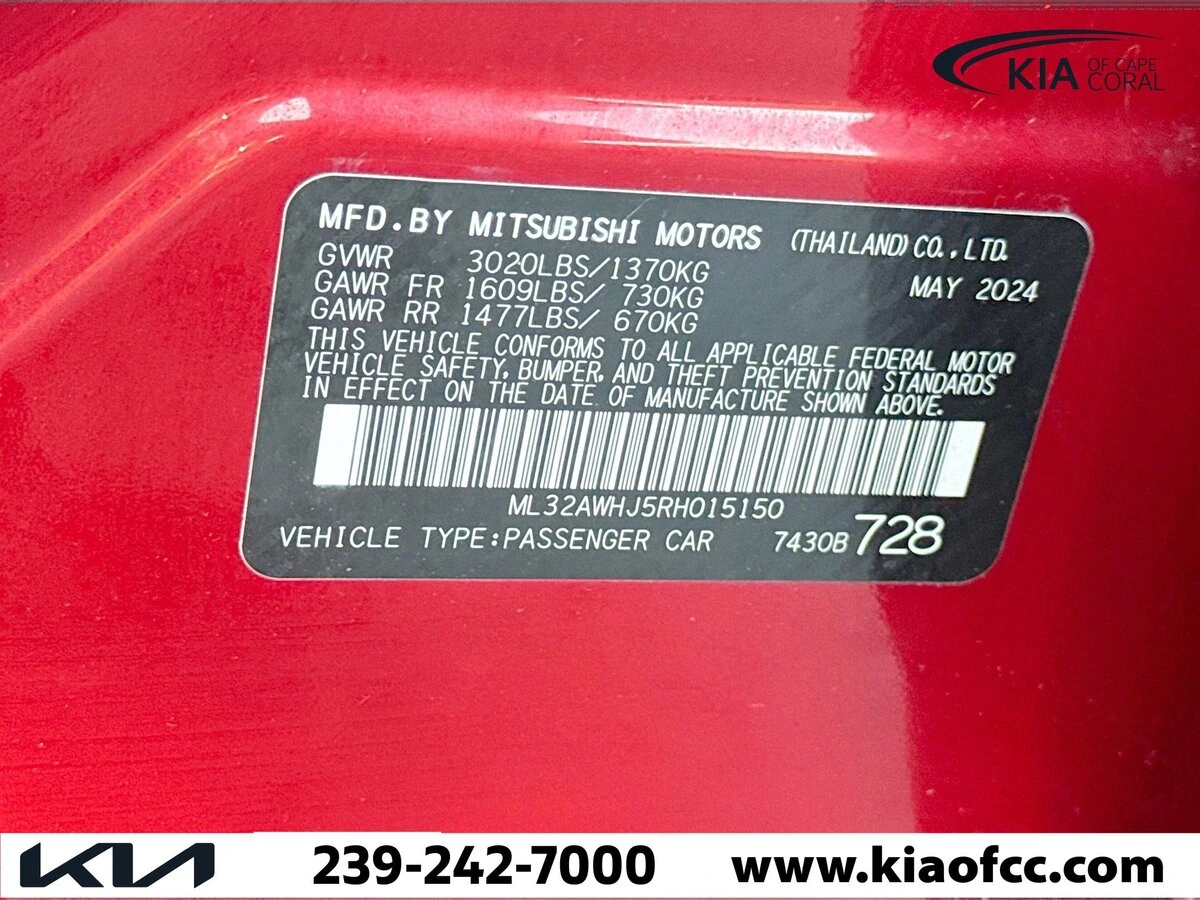 KIA OF CAPE CORAL
MFD.BY MITSUBISHI MOTORS (THAILAND) CO., LTD.
GVWR 3020LBS/1370KG MAY 2024
GAWR FR 1609LBS/ 730KG
GAWR RR 1477LBS/ 670KG
THIS VEHICLE CONFORMS TO ALL APPLICABLE FEDERAL MOTOR
VEHICLE SAFETY, BUMPER, AND THEFT PREVENTION STANDARDS
IN EFFECT ON THE DATE OF MANUFACTURE SHOWN ABOVE.
ML32AWHJ5RH015150
VEHICLE TYPE:PASSENGER CAR 7430B728
KIA 239-242-7000 www.kiaofcc.com